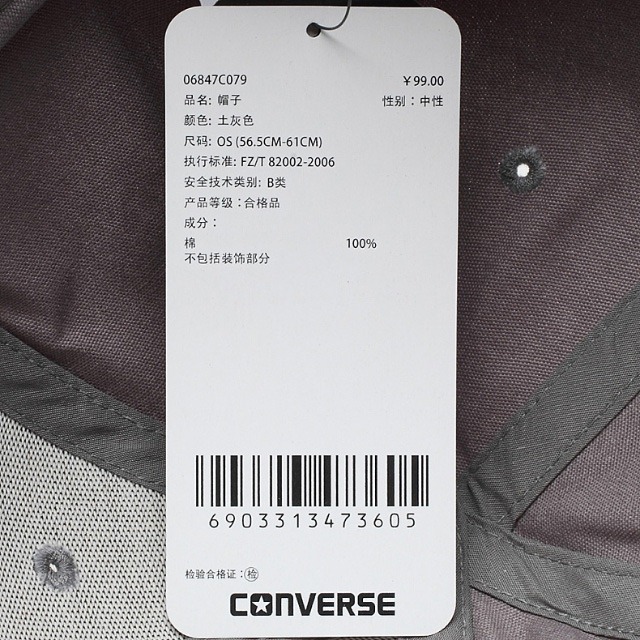 06847C079 ￥99.00
品名: 帽子 性别：中性
颜色: 土灰色
尺码: OS (56.5CM-61CM)
执行标准: FZ/T 82002-2006
安全技术类别: B类
产品等级：合格品
成分：
棉 100%
不包括装饰部分
6903313473605
检验合格证：检
CONVERSE